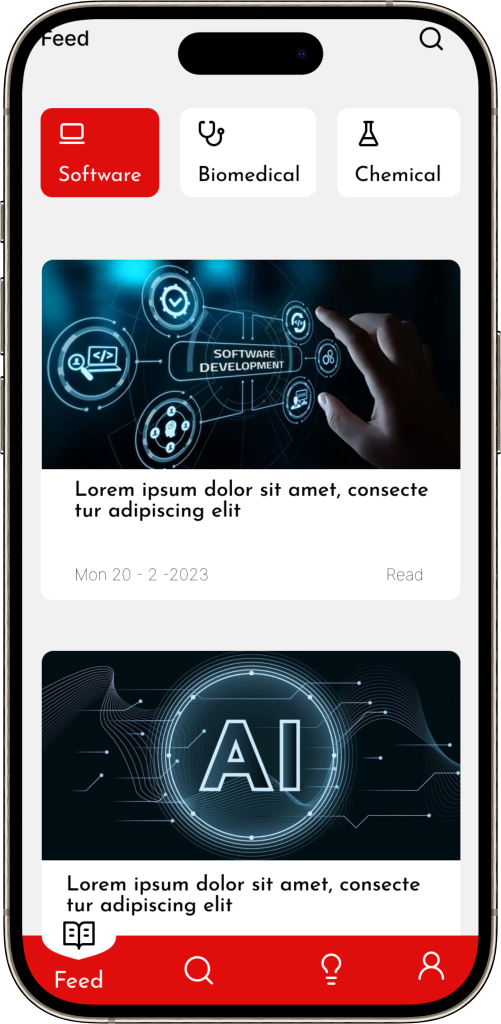 Feed
Software
Biomedical
Chemical
SOFTWARE
DEVELOPMENT
</>
Lorem ipsum dolor sit amet, consecte
tur adipiscing elit
Mon 20 - 2 -2023
Read
AI
Lorem ipsum dolor sit amet, consecte
tur adipiscing elit
Feed